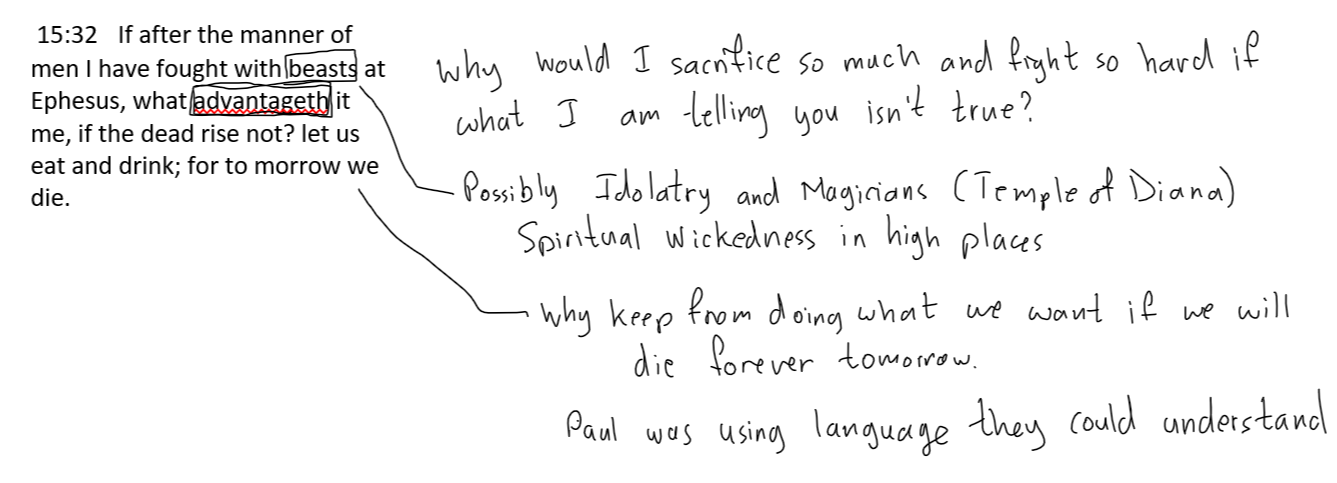 15:32 If after the manner of
men I have fought with beasts at
Ephesus, what advantageth it
me, if the dead rise not? let us
eat and drink; for to morrow we
die.
Why would I sacrifice so much and fight so hard if
what I am telling you isn't true?
Possibly Idolatry and Magicians (Temple of Diana)
Spiritual Wickedness in high places
Why keep from doing what we want if we will
die forever tomorrow.
Paul was using language they could understand